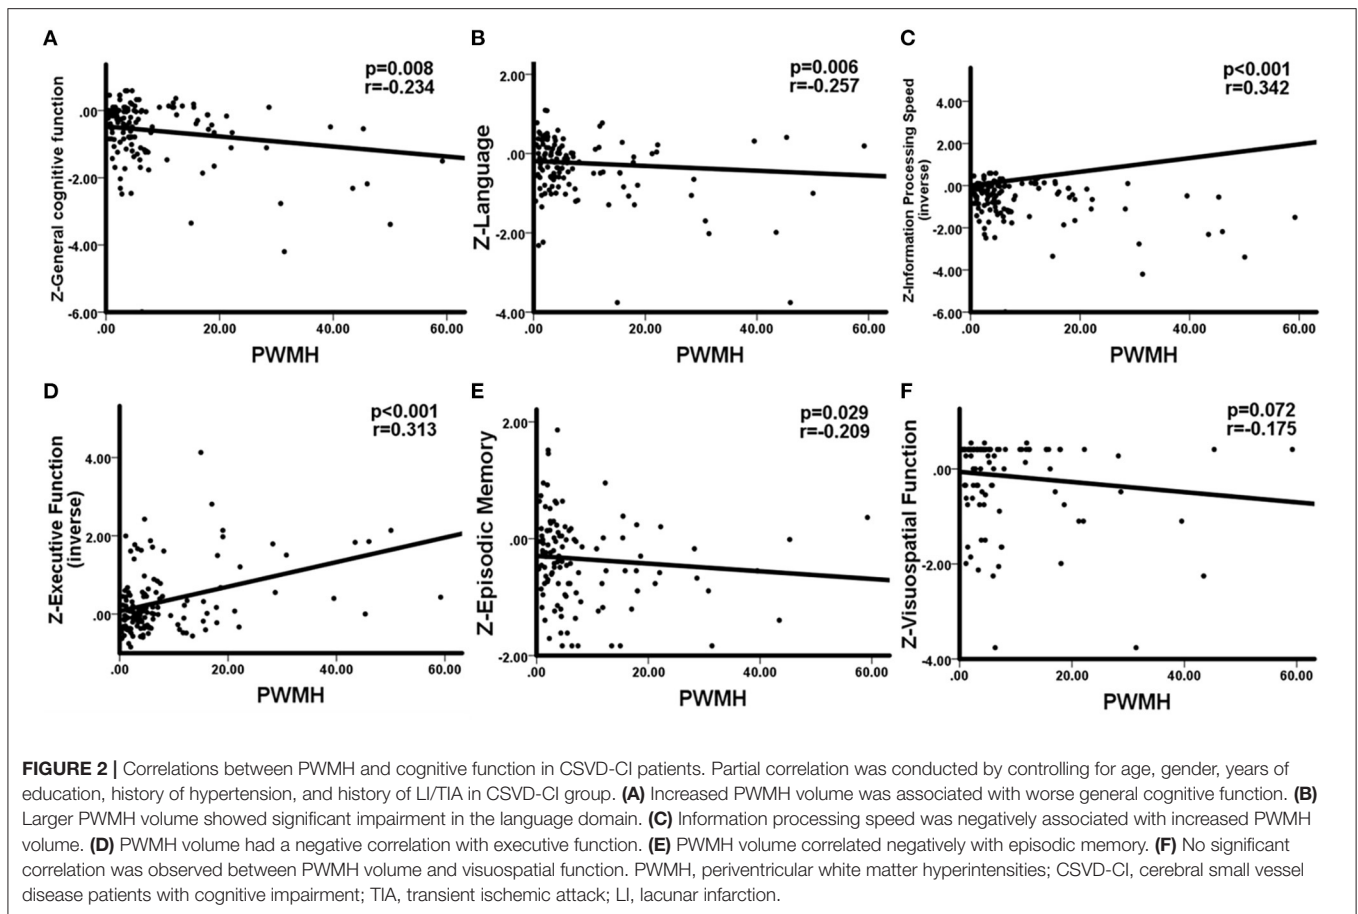 A
p=0.008
r=-0.234
Z-General cognitive function
.00
-2.00
-4.00
-6.00
.00 20.00 40.00 60.00
PWMH
B
p=0.006
r=-0.257
Z-Language
2.00
.00
-2.00
-4.00
.00 20.00 40.00 60.00
PWMH
C
p<0.001
r=0.342
Z-Information Processing Speed
(inverse)
4.00
2.00
.00
-2.00
-4.00
-6.00
.00 20.00 40.00 60.00
PWMH
D
p<0.001
r=0.313
Z-Executive Function
(inverse)
4.00
2.00
.00
.00 20.00 40.00 60.00
PWMH
E
p=0.029
r=-0.209
Z-Episodic Memory
2.00
.00
-2.00
.00 20.00 40.00 60.00
PWMH
F
p=0.072
r=-0.175
Z-Visuospatial Function
.00
-2.00
-4.00
.00 20.00 40.00 60.00
PWMH
FIGURE 2 | Correlations between PWMH and cognitive function in CSVD-CI patients. Partial correlation was conducted by controlling for age, gender, years of
education, history of hypertension, and history of LI/TIA in CSVD-CI group. (A) Increased PWMH volume was associated with worse general cognitive function. (B)
Larger PWMH volume showed significant impairment in the language domain. (C) Information processing speed was negatively associated with increased PWMH
volume. (D) PWMH volume had a negative correlation with executive function. (E) PWMH volume correlated negatively with episodic memory. (F) No significant
correlation was observed between PWMH volume and visuospatial function. PWMH, periventricular white matter hyperintensities; CSVD-CI, cerebral small vessel
disease patients with cognitive impairment; TIA, transient ischemic attack; LI, lacunar infarction.